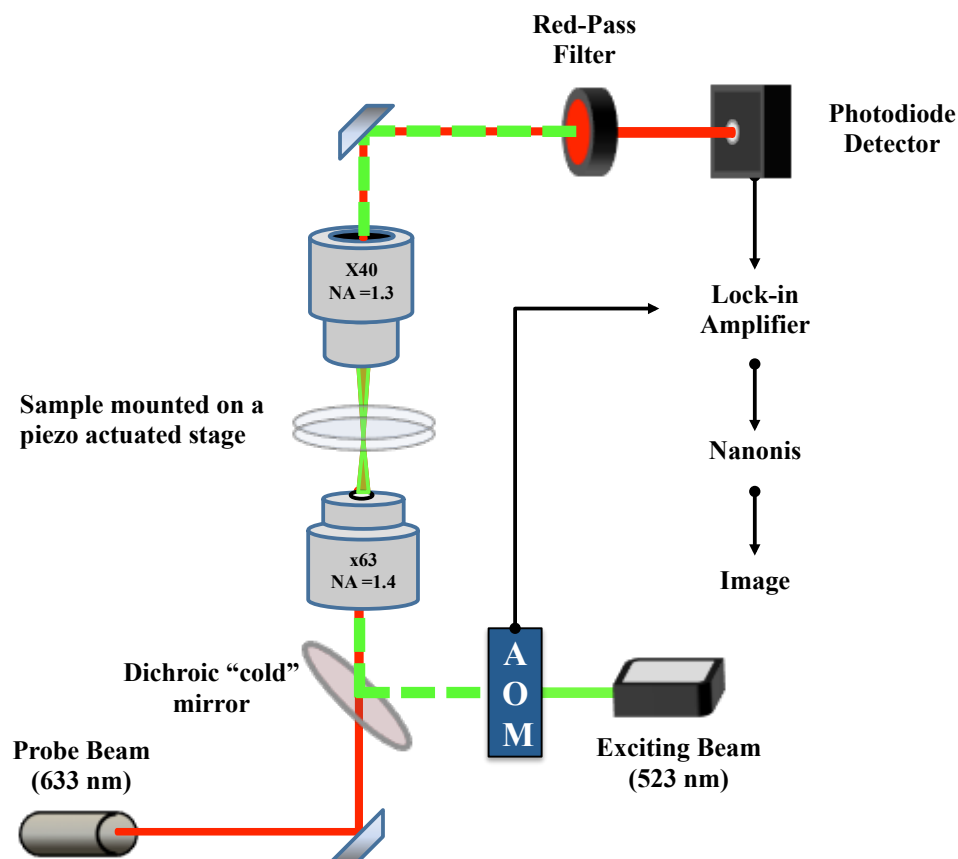 Red-Pass
Filter
Photodiode
Detector
X40
NA =1.3
Lock-in
Amplifier
Sample mounted on a
piezo actuated stage
Nanonis
x63
NA =1.4
Image
Dichroic “cold”
mirror
A
O
M
Probe Beam
(633 nm)
Exciting Beam
(523 nm)